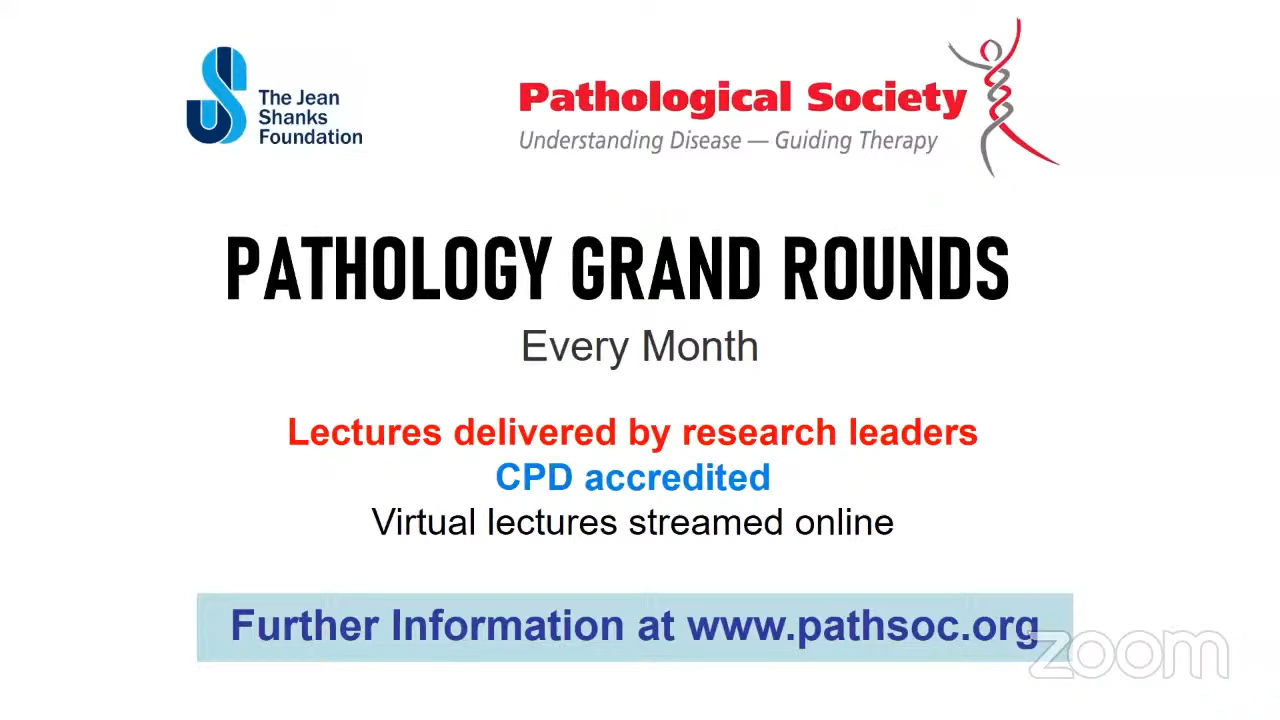 The Jean
Shanks
Foundation
Pathological Society
Understanding Disease — Guiding Therapy
PATHOLOGY GRAND ROUNDS
Every Month
Lectures delivered by research leaders
CPD accredited
Virtual lectures streamed online
Further Information at www.pathsoc.org
zoom